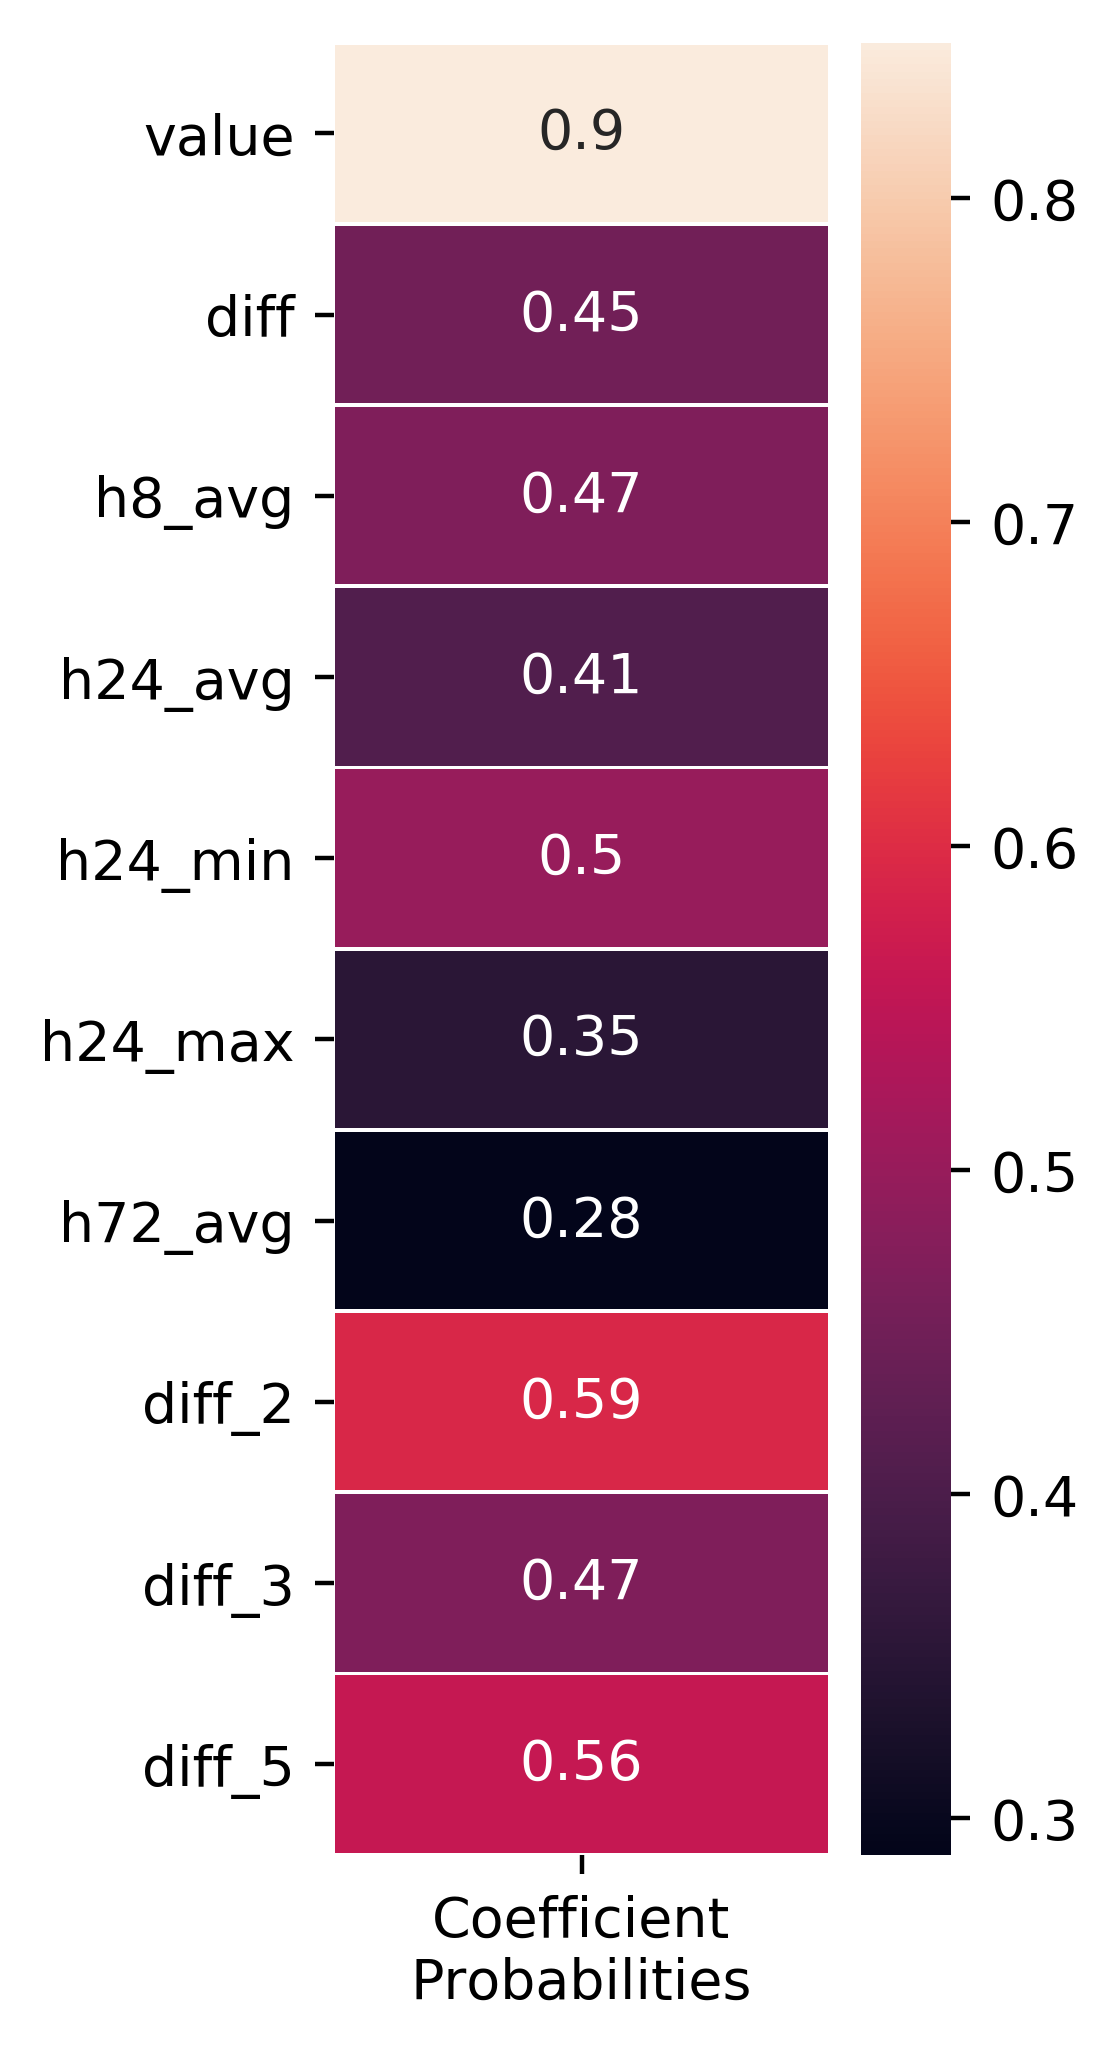 value 0.9
diff 0.45
h8_avg 0.47
h24_avg 0.41
h24_min 0.5
h24_max 0.35
h72_avg 0.28
diff_2 0.59
diff_3 0.47
diff_5 0.56
Coefficient
Probabilities
0.8
0.7
0.6
0.5
0.4
0.3